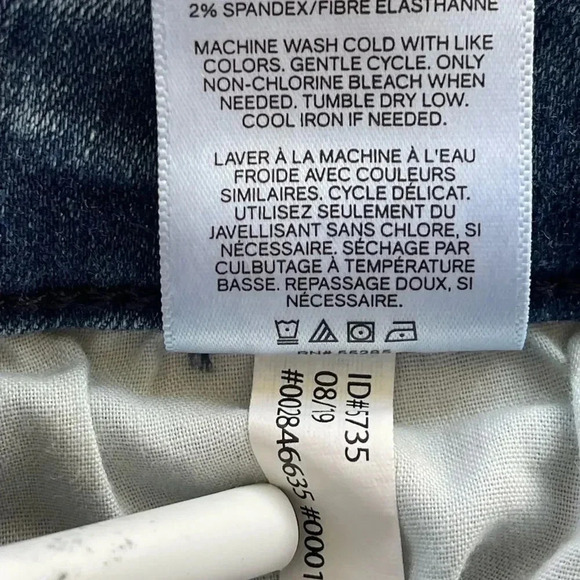 2% SPANDEX/FIBRE ÉLASTHANNE
MACHINE WASH COLD WITH LIKE
COLORS. GENTLE CYCLE. ONLY
NON-CHLORINE BLEACH WHEN
NEEDED. TUMBLE DRY LOW.
COOL IRON IF NEEDED.
LAVER À LA MACHINE À L'EAU
FROIDE AVEC COULEURS
SIMILAIRES. CYCLE DÉLICAT.
UTILISEZ SEULEMENT DU
JAVELLISANT SANS CHLORE, SI
NÉCESSAIRE. SÉCHAGE PAR
CULBUTAGE À TEMPÉRATURE
BASSE. REPASSAGE DOUX, SI
NÉCESSAIRE.
ID#5735
08/19
#002846635 #0001